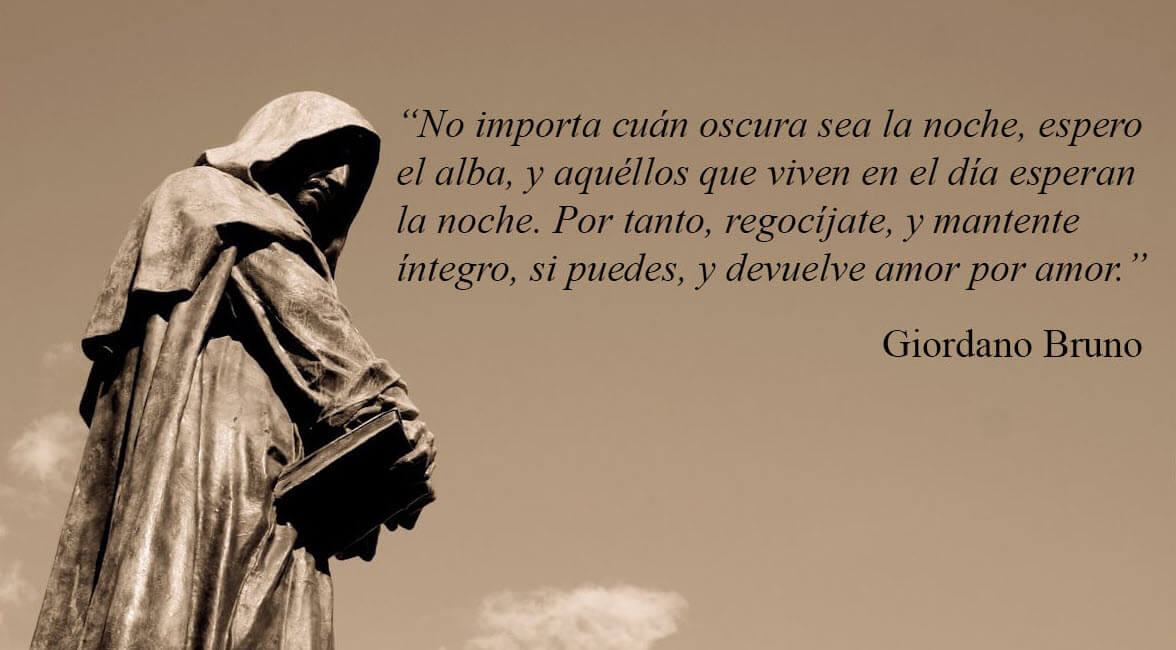 “No importa cuán oscura sea la noche, espero
el alba, y aquéllos que viven en el día esperan
la noche. Por tanto, regocíjate, y mantente
íntegro, si puedes, y devuelve amor por amor.”
Giordano Bruno